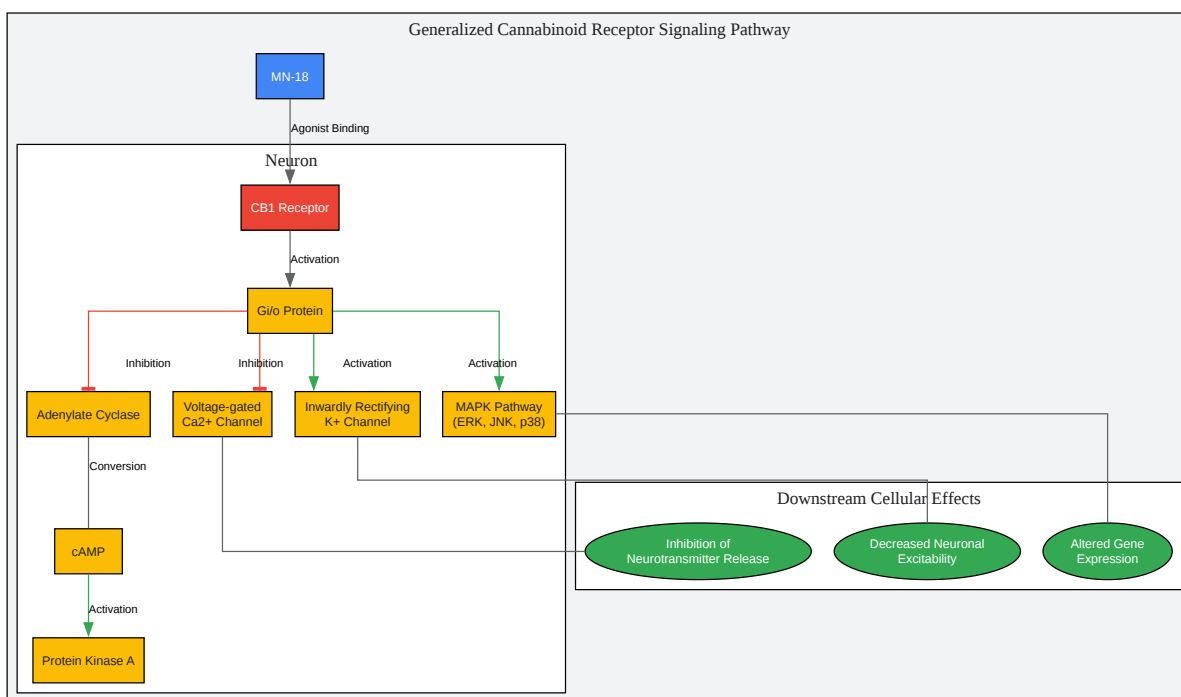 Generalized Cannabinoid Receptor Signaling Pathway
MN-18
Agonist Binding
Neuron
CB1 Receptor
Activation
Gi/o Protein
Inhibition
Inhibition
Activation
Activation
Adenylate Cyclase
Voltage-gated
Ca2+ Channel
Inwardly Rectifying
K+ Channel
MAPK Pathway
(ERK, JNK, p38)
Conversion
cAMP
Activation
Protein Kinase A
Downstream Cellular Effects
Inhibition of
Neurotransmitter Release
Decreased Neuronal
Excitability
Altered Gene
Expression